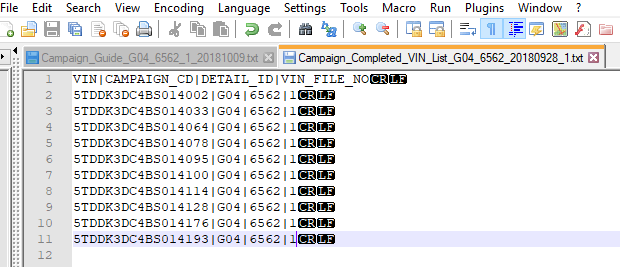 File Edit Search View Encoding Language Settings Tools Macro Run Plugins Window ?
Campaign_Guide_G04_6562_1_20181009.txt Campaign_Completed_VIN_List_G04_6562_20180928_1.txt
1 VIN|CAMPAIGN_CD|DETAIL_ID|VIN_FILE_NOCRLF
2 5TDDK3DC4BS014002|G04|6562|1CRLF
3 5TDDK3DC4BS014033|G04|6562|1CRLF
4 5TDDK3DC4BS014064|G04|6562|1CRLF
5 5TDDK3DC4BS014078|G04|6562|1CRLF
6 5TDDK3DC4BS014095|G04|6562|1CRLF
7 5TDDK3DC4BS014100|G04|6562|1CRLF
8 5TDDK3DC4BS014114|G04|6562|1CRLF
9 5TDDK3DC4BS014128|G04|6562|1CRLF
10 5TDDK3DC4BS014176|G04|6562|1CRLF
11 5TDDK3DC4BS014193|G04|6562|1CRLF
12